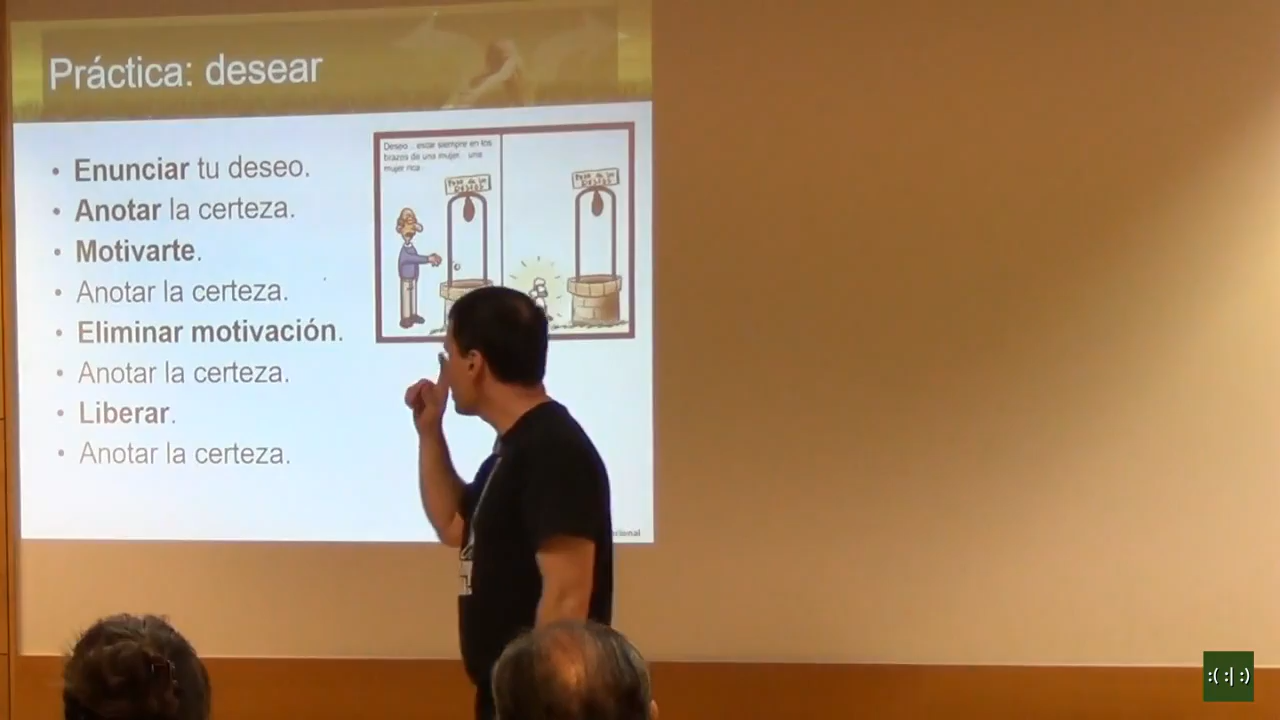 Práctica: desear
• Enunciar tu deseo.
• Anotar la certeza.
• Motivarte.
• Anotar la certeza.
• Eliminar motivación.
• Anotar la certeza.
• Liberar.
• Anotar la certeza.
Deseo... estar siempre en los
brazos de una mujer... una
mujer rica
:( :| :)